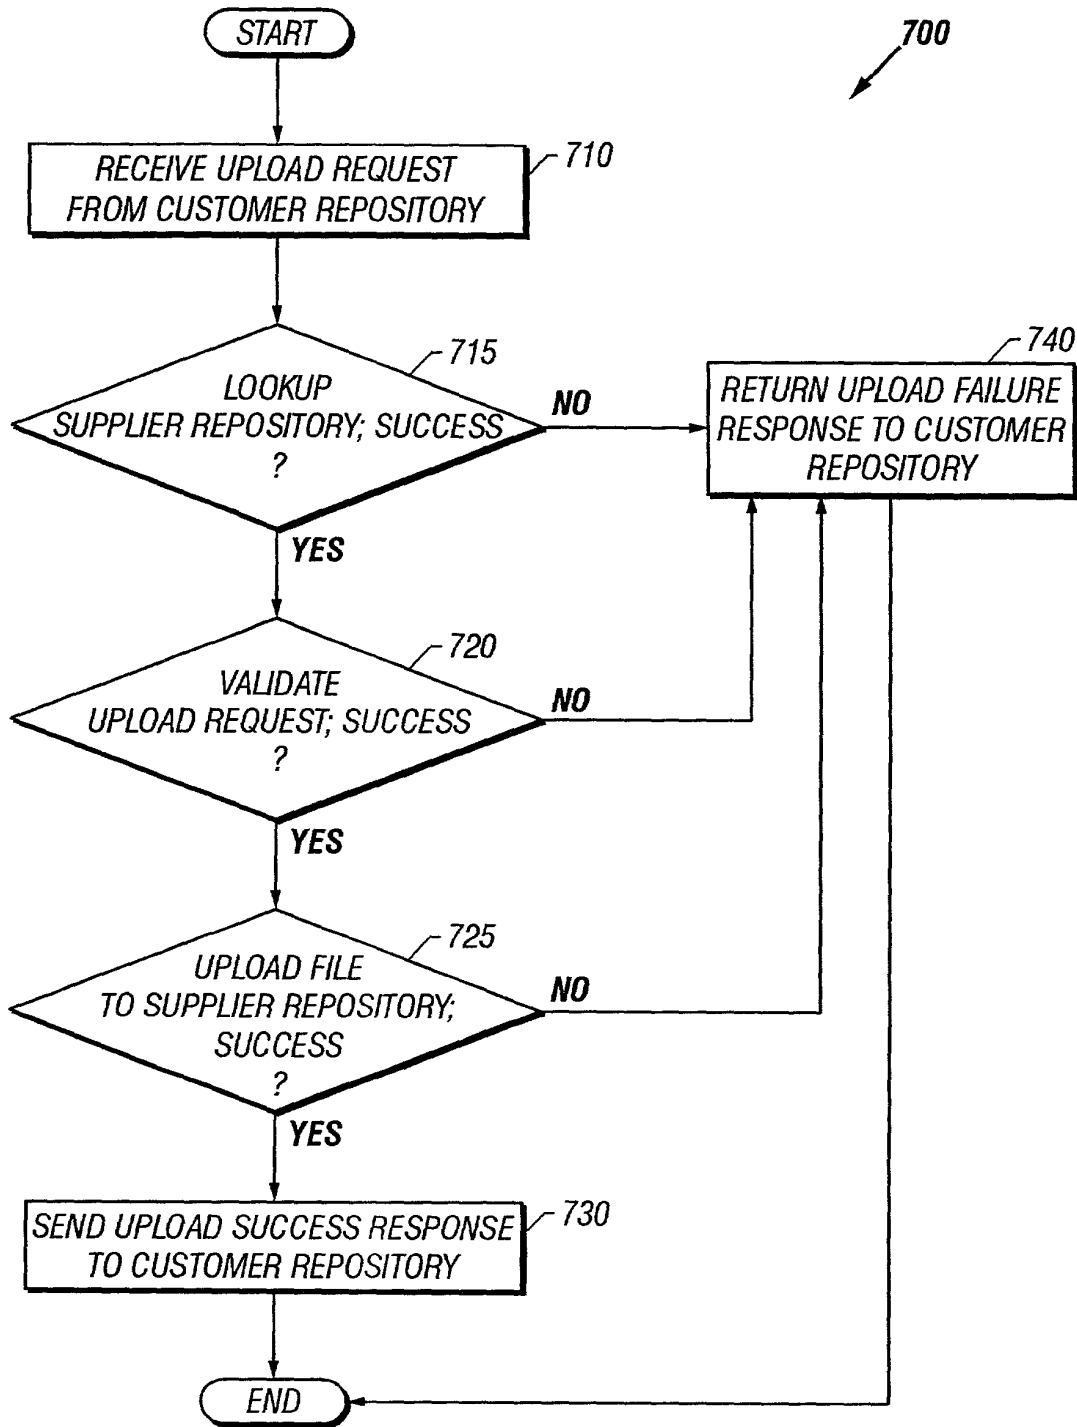 START
700
RECEIVE UPLOAD REQUEST
FROM CUSTOMER REPOSITORY
710
LOOKUP
SUPPLIER REPOSITORY; SUCCESS
?
715
NO
YES
740
RETURN UPLOAD FAILURE
RESPONSE TO CUSTOMER
REPOSITORY
VALIDATE
UPLOAD REQUEST; SUCCESS
?
720
NO
YES
UPLOAD FILE
TO SUPPLIER REPOSITORY;
SUCCESS
?
725
NO
YES
SEND UPLOAD SUCCESS RESPONSE
TO CUSTOMER REPOSITORY
730
END